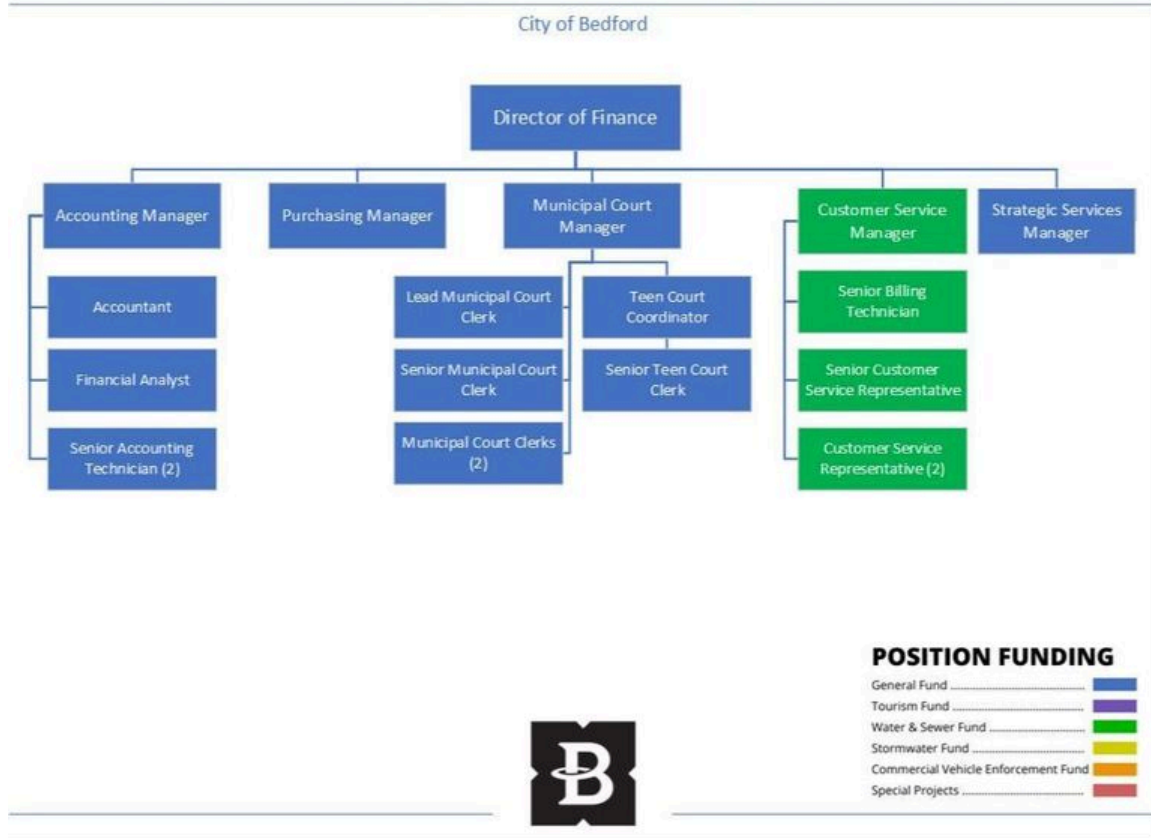 City of Bedford
Director of Finance
Accounting Manager
Purchasing Manager
Municipal Court
Manager
Customer Service
Manager
Strategic Services
Manager
Accountant
Financial Analyst
Senior Accounting
Technician (2)
Lead Municipal Court
Clerk
Senior Municipal Court
Clerk
Municipal Court Clerks
(2)
Teen Court
Coordinator
Senior Teen Court
Clerk
Senior Billing
Technician
Senior Customer
Service Representative
Customer Service
Representative (2)
POSITION FUNDING
General Fund
Tourism Fund
Water & Sewer Fund
Stormwater Fund
Commercial Vehicle Enforcement Fund
Special Projects
B